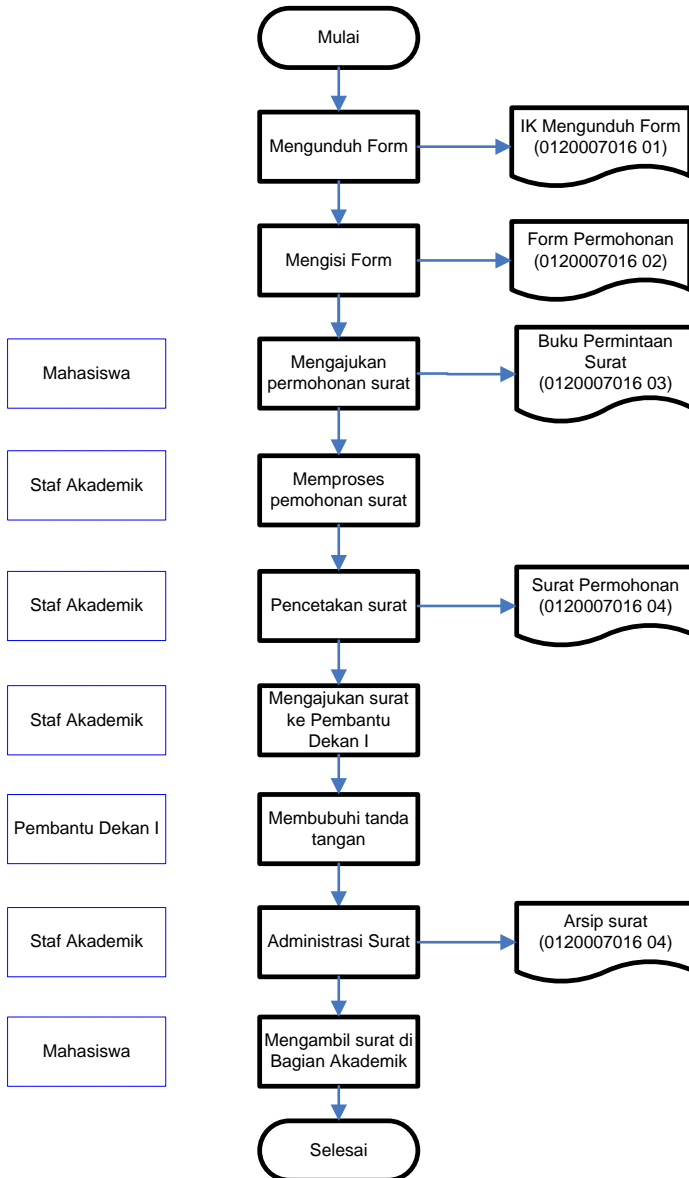 Mulai
Mengunduh Form
IK Mengunduh Form
(0120007016 01)
Mengisi Form
Form Permohonan
(0120007016 02)
Mahasiswa
Mengajukan
permohonan surat
Buku Permintaan
Surat
(0120007016 03)
Staf Akademik
Memproses
pemohonan surat
Staf Akademik
Pencetakan surat
Surat Permohonan
(0120007016 04)
Staf Akademik
Mengajukan surat
ke Pembantu
Dekan I
Pembantu Dekan I
Membubuhi tanda
tangan
Staf Akademik
Administrasi Surat
Arsip surat
(0120007016 04)
Mahasiswa
Mengambil surat di
Bagian Akademik
Selesai